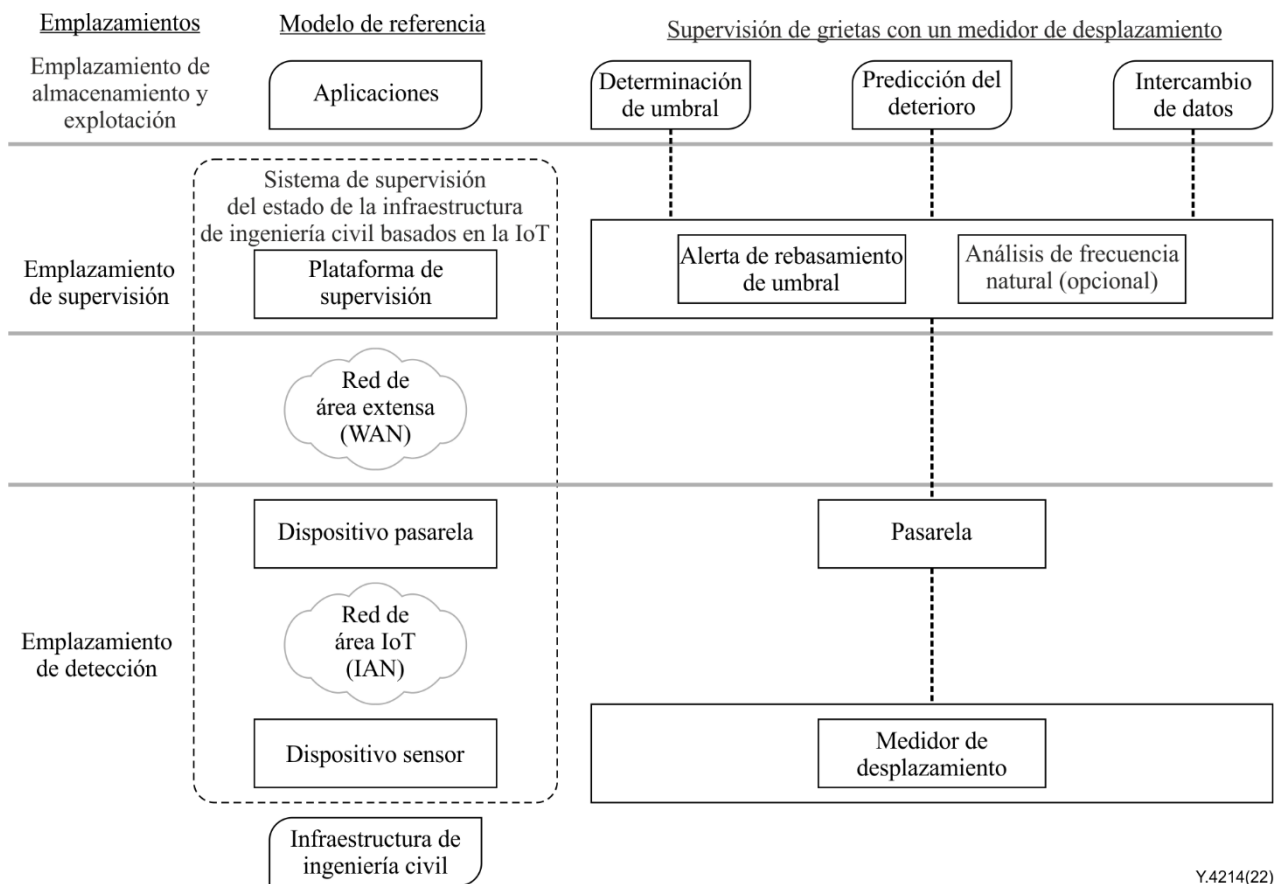 Emplazamientos
Modelo de referencia
Supervisión de grietas con un medidor de desplazamiento
Emplazamiento de
almacenamiento y
explotación
Aplicaciones
Determinación
de umbral
Predicción del
deterioro
Intercambio
de datos
Sistema de supervisión
del estado de la infraestructura
de ingeniería civil basados en la IoT
Emplazamiento
de supervisión
Plataforma de
supervisión
Alerta de rebasamiento
de umbral
Análisis de frecuencia
natural (opcional)
Red de
área extensa
(WAN)
Dispositivo pasarela
Pasarela
Emplazamiento
de detección
Red de
área IoT
(IAN)
Dispositivo sensor
Medidor de
desplazamiento
Infraestructura de
ingeniería civil
Y.4214(22)